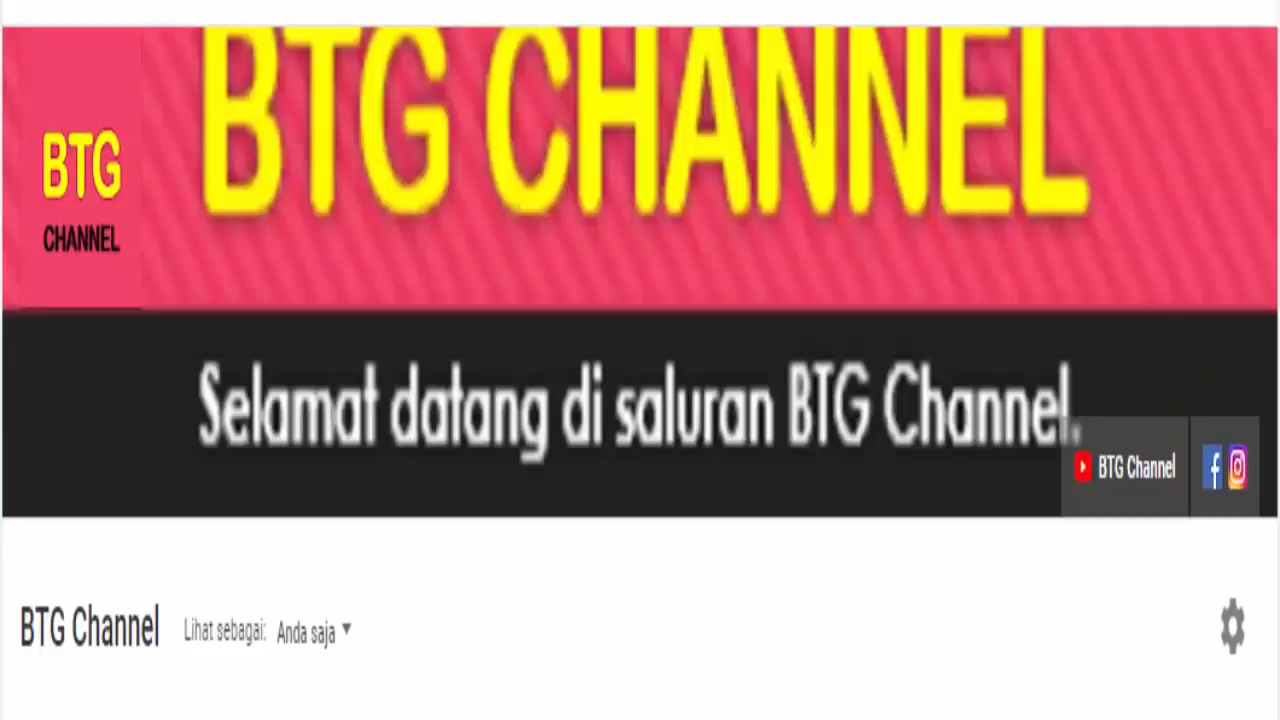 BTG CHANNEL
BTG
CHANNEL
Selamat datang di saluran BTG Channel.
BTG Channel
BTG Channel Lihat sebagai: Anda saja